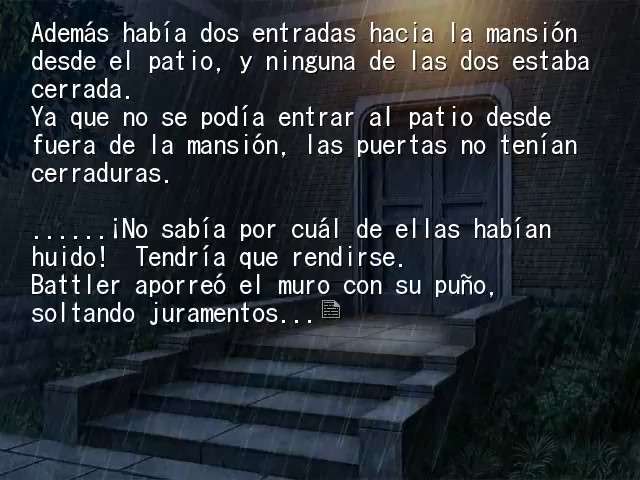 Además había dos entradas hacia la mansión
desde el patio, y ninguna de las dos estaba
cerrada.
Ya que no se podía entrar al patio desde
fuera de la mansión, las puertas no tenían
cerraduras.
......¡No sabía por cuál de ellas habían
huido!  Tendría que rendirse.
Battler aporreó el muro con su puño,
soltando juramentos...